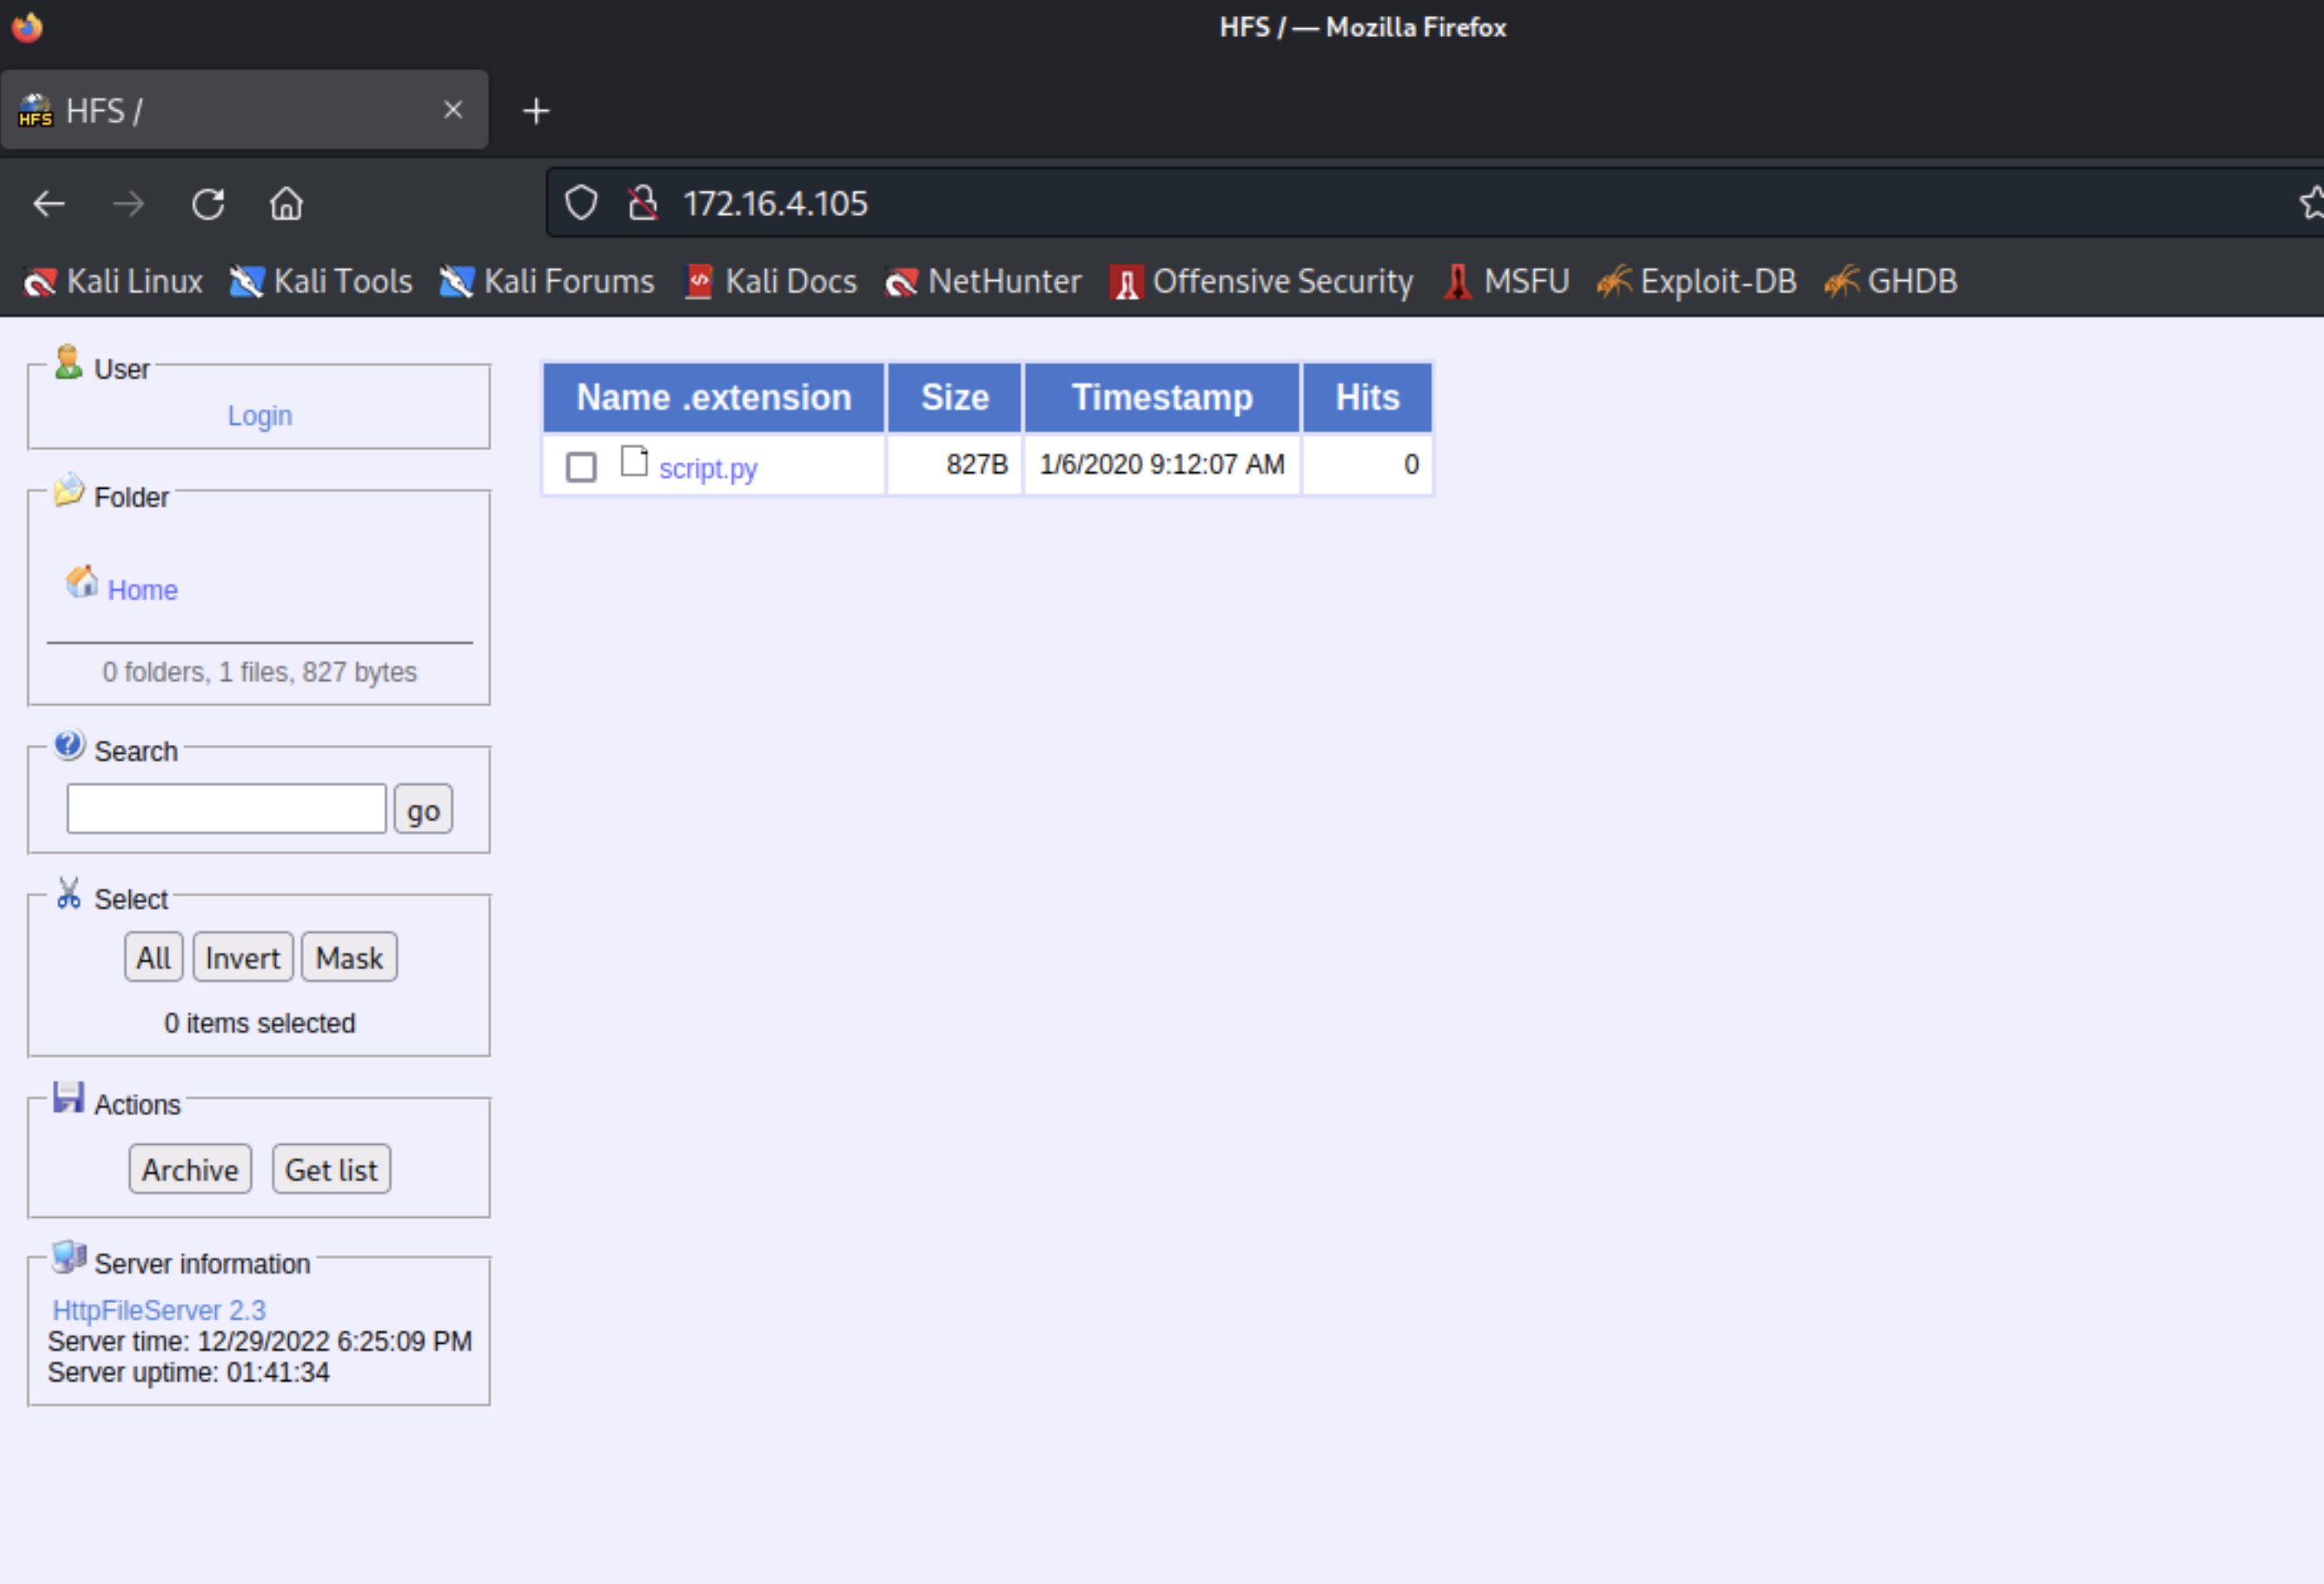 HFS / — Mozilla Firefox
HFS HFS /
172.16.4.105
Kali Linux Kali Tools Kali Forums Kali Docs NetHunter Offensive Security MSFU Exploit-DB GHDB
User
Login
Folder
Home
0 folders, 1 files, 827 bytes
Search
go
Select
All Invert Mask
0 items selected
Actions
Archive Get list
Server information
HttpFileServer 2.3
Server time: 12/29/2022 6:25:09 PM
Server uptime: 01:41:34
Name .extension Size Timestamp Hits
script.py 827B 1/6/2020 9:12:07 AM 0